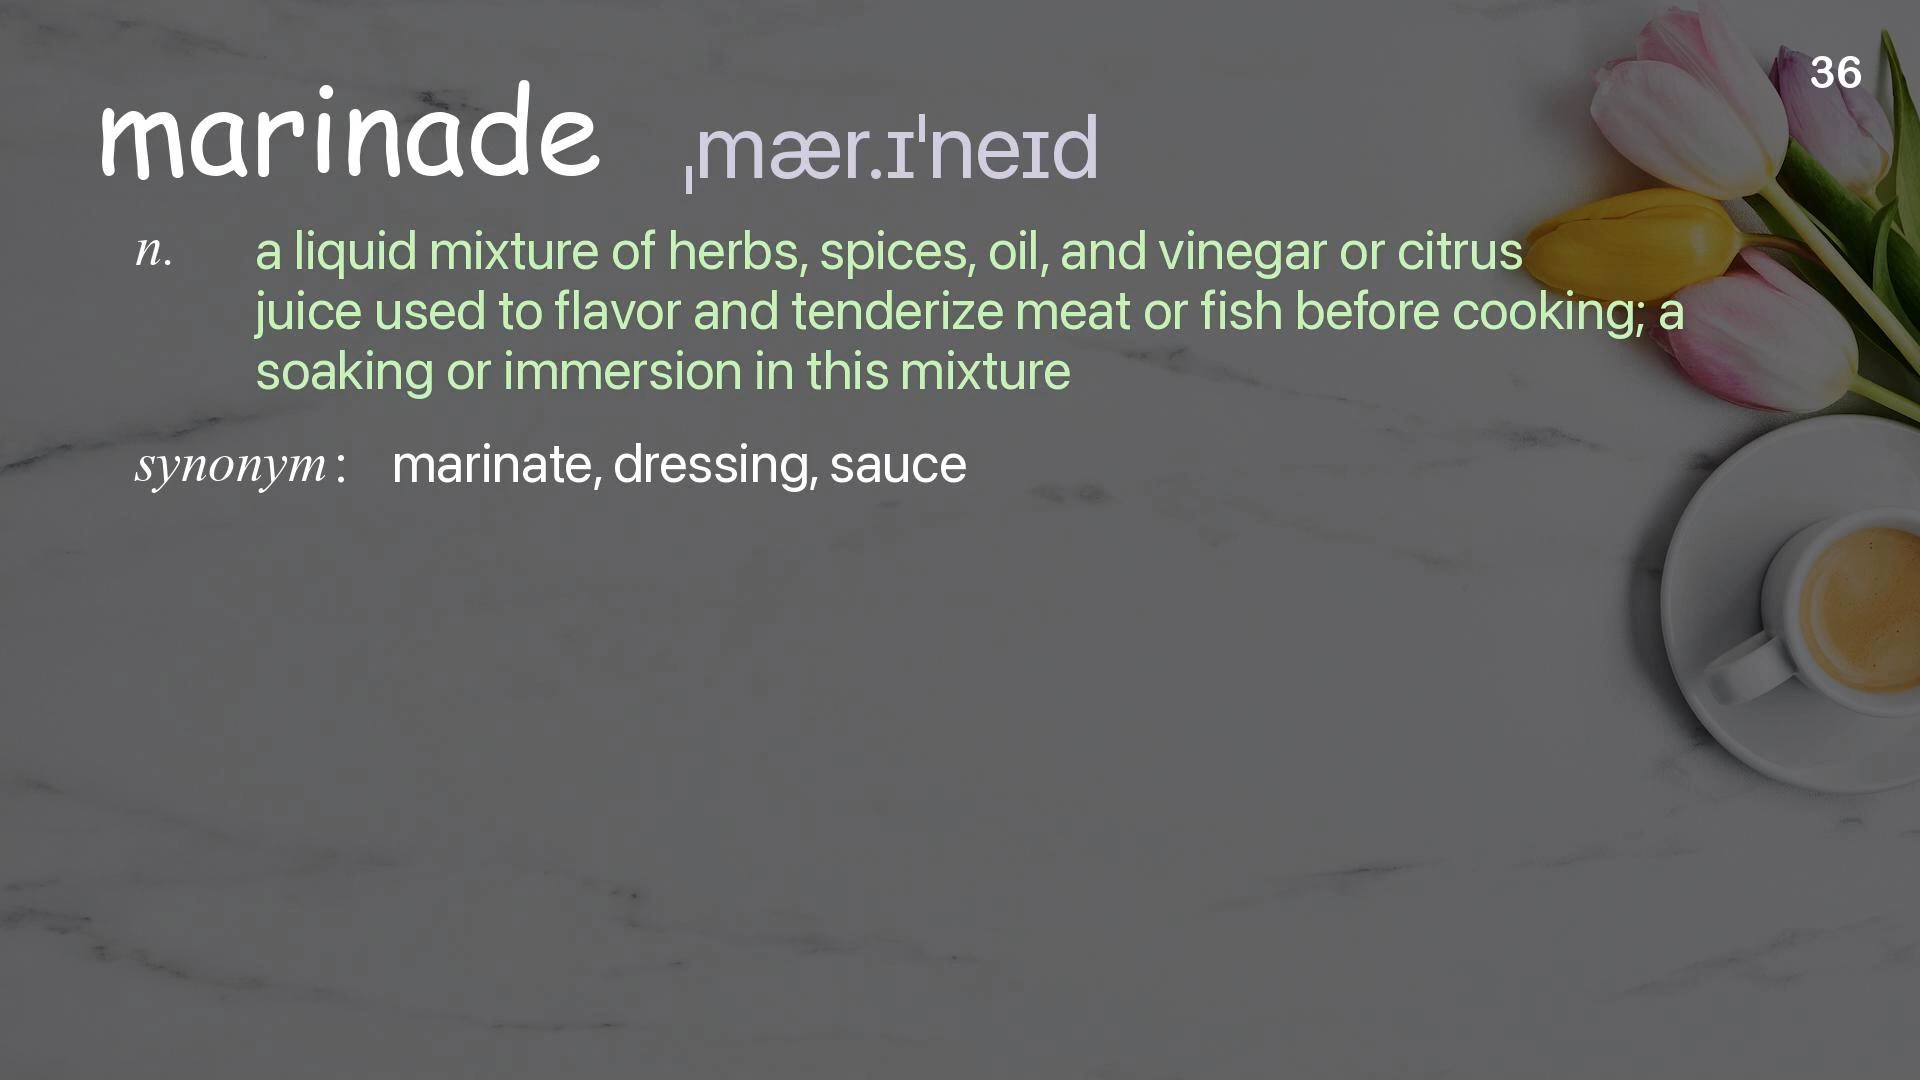 36
marinade ˌmær.ɪˈneɪd
n. a liquid mixture of herbs, spices, oil, and vinegar or citrus
juice used to flavor and tenderize meat or fish before cooking; a
soaking or immersion in this mixture
synonym: marinate, dressing, sauce